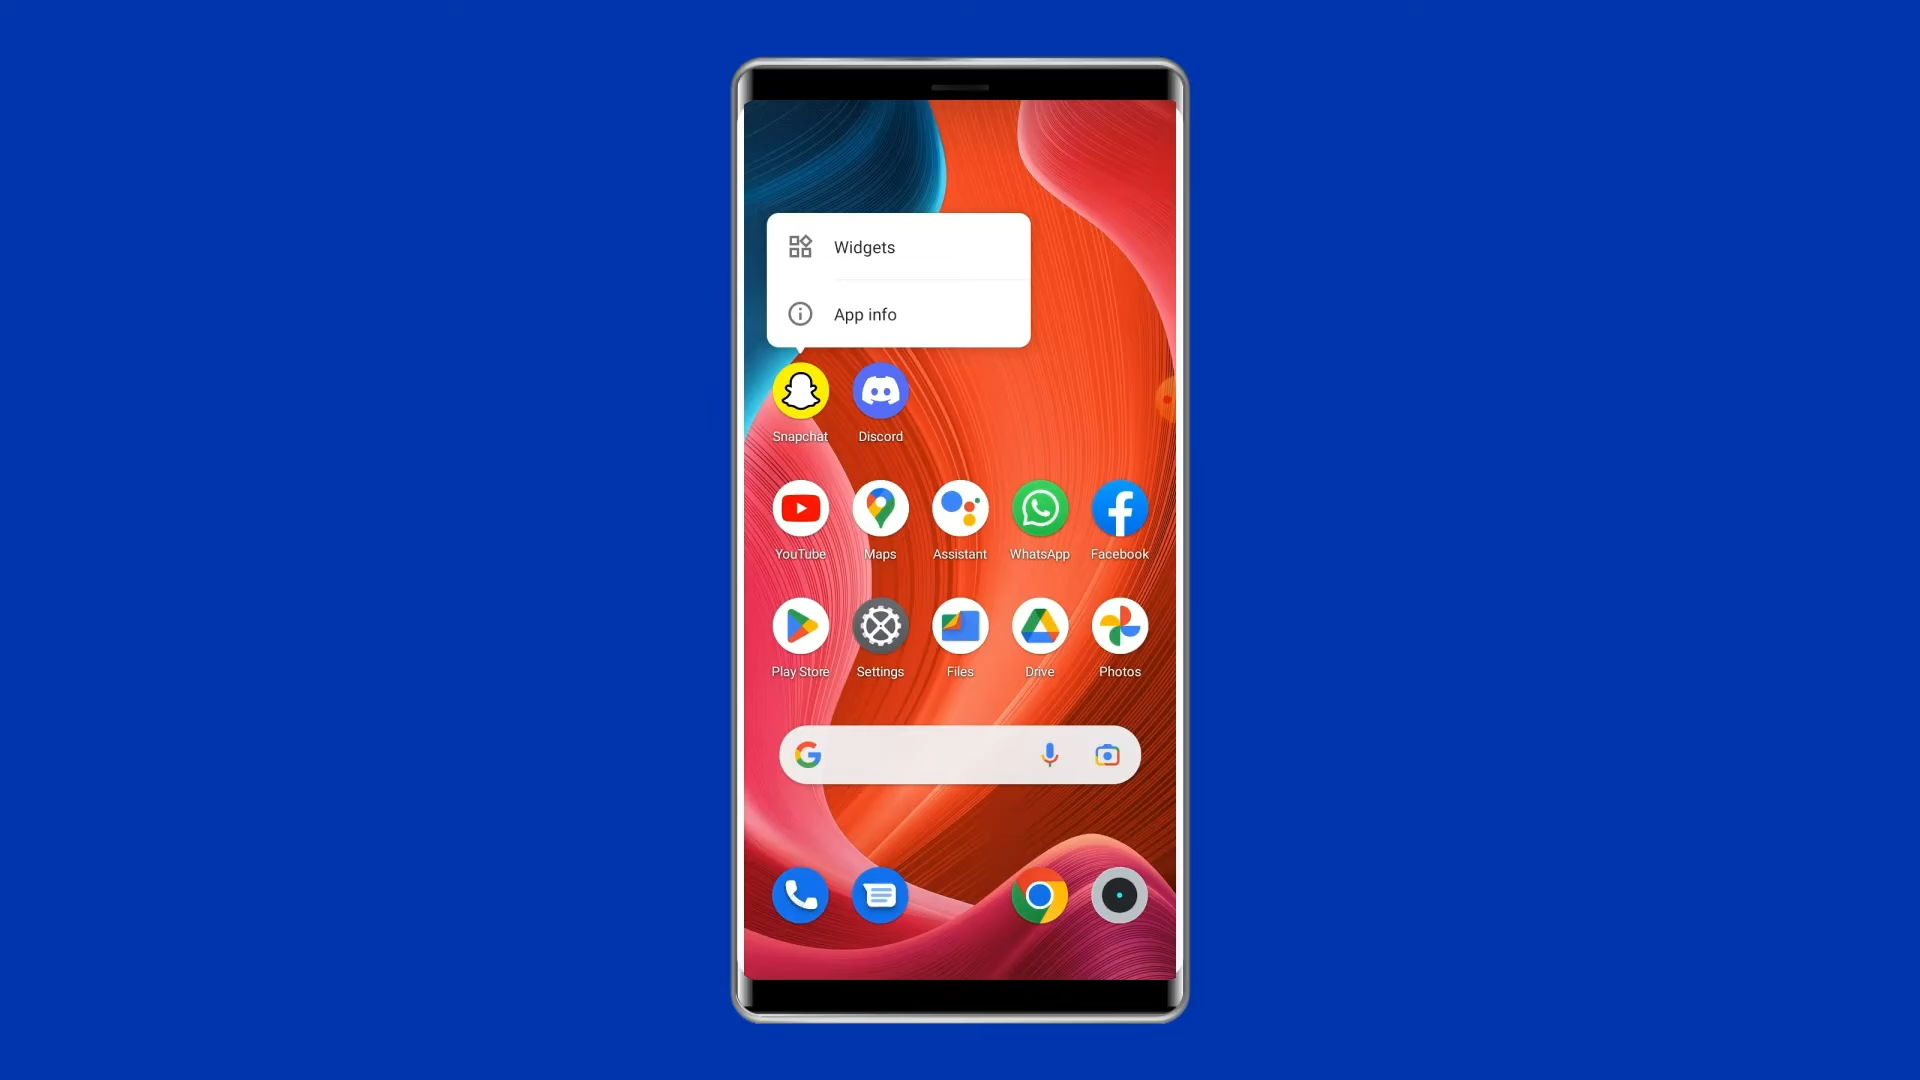 Widgets
App info
Snapchat Discord
YouTube Maps Assistant WhatsApp Facebook
Play Store Settings Files Drive Photos